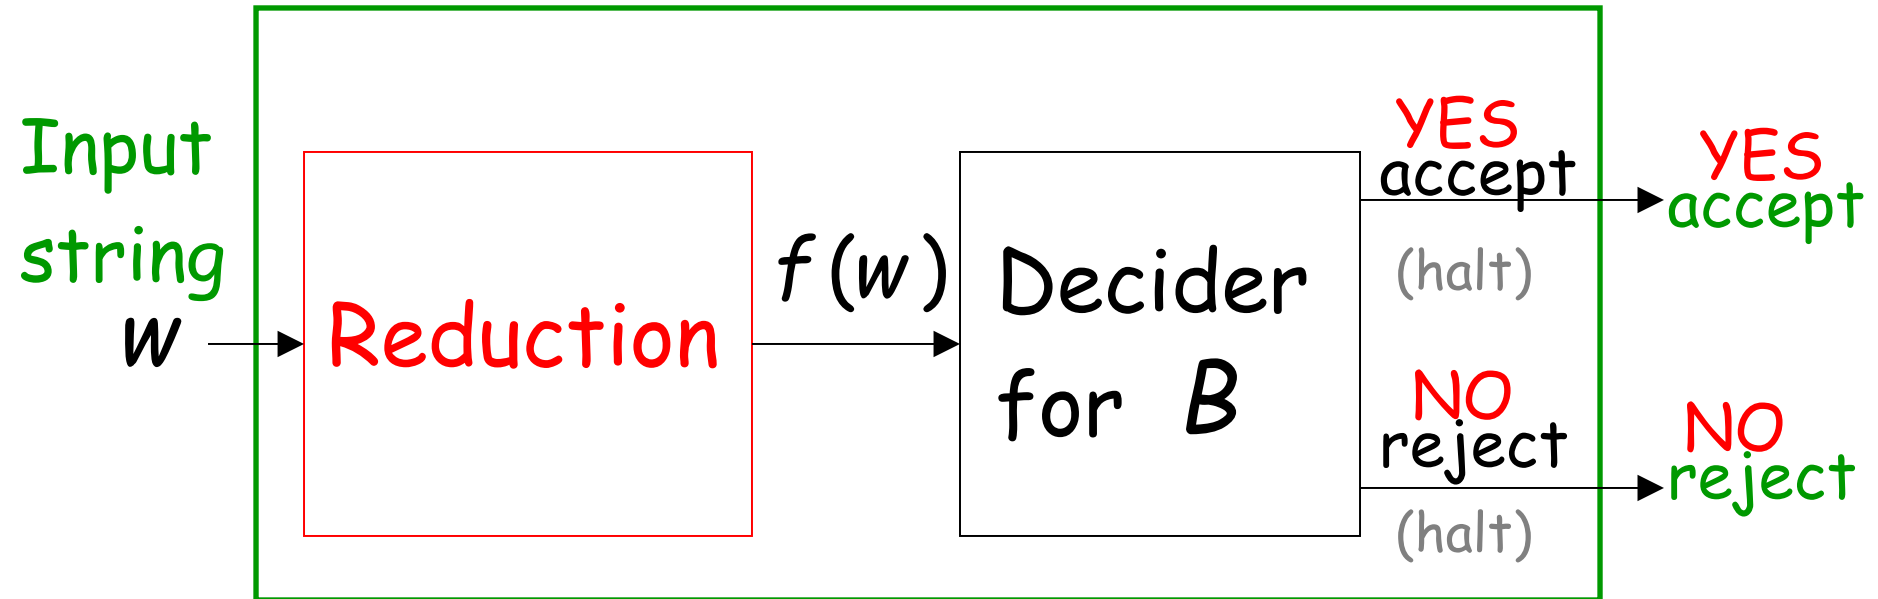 Input
string
w
Reduction
f(w)
Decider
for B
YES
accept
(halt)
NO
reject
(halt)
YES
accept
NO
reject